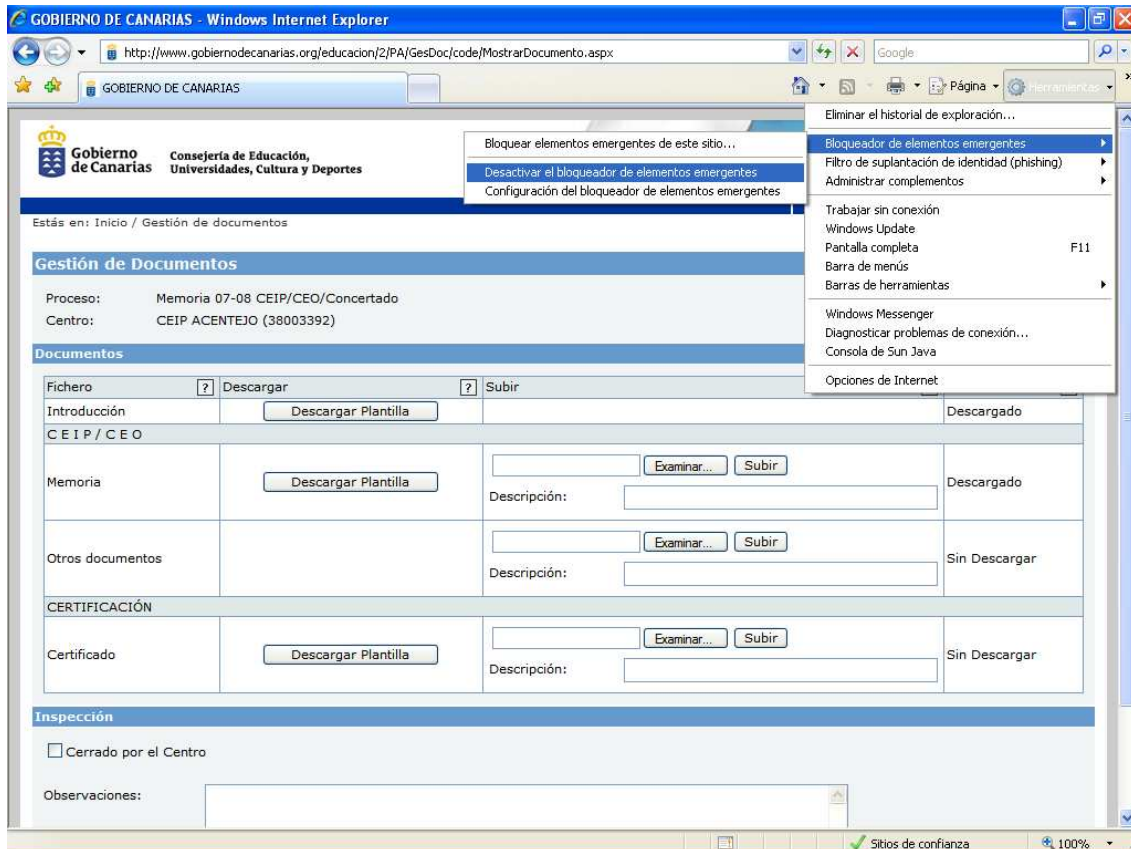 GOBIERNO DE CANARIAS - Windows Internet Explorer
http://www.gobiernodecanarias.org/educacion/2/PA/GesDoc/code/MostrarDocumento.aspx
Google
GOBIERNO DE CANARIAS
Página
Herramientas
Eliminar el historial de exploración...
Bloqueador de elementos emergentes
Filtro de suplantación de identidad (phishing)
Administrar complementos
Trabajar sin conexión
Windows Update
Pantalla completa F11
Barra de menús
Barras de herramientas
Windows Messenger
Diagnosticar problemas de conexión...
Consola de Sun Java
Opciones de Internet
Bloquear elementos emergentes de este sitio...
Desactivar el bloqueador de elementos emergentes
Configuración del bloqueador de elementos emergentes
Gobierno de Canarias
Consejería de Educación,
Universidades, Cultura y Deportes
Estás en: Inicio / Gestión de documentos
Gestión de Documentos
Proceso: Memoria 07-08 CEIP/CEO/Concertado
Centro: CEIP ACENTEJO (38003392)
Documentos
Fichero ? Descargar ? Subir
Introducción Descargar Plantilla Descargado
CEIP/CEO
Memoria Descargar Plantilla Examinar... Subir Descargado
Descripción:
Otros documentos Examinar... Subir Sin Descargar
Descripción:
CERTIFICACIÓN
Certificado Descargar Plantilla Examinar... Subir Sin Descargar
Descripción:
Inspección
Cerrado por el Centro
Observaciones:
Sitios de confianza 100%